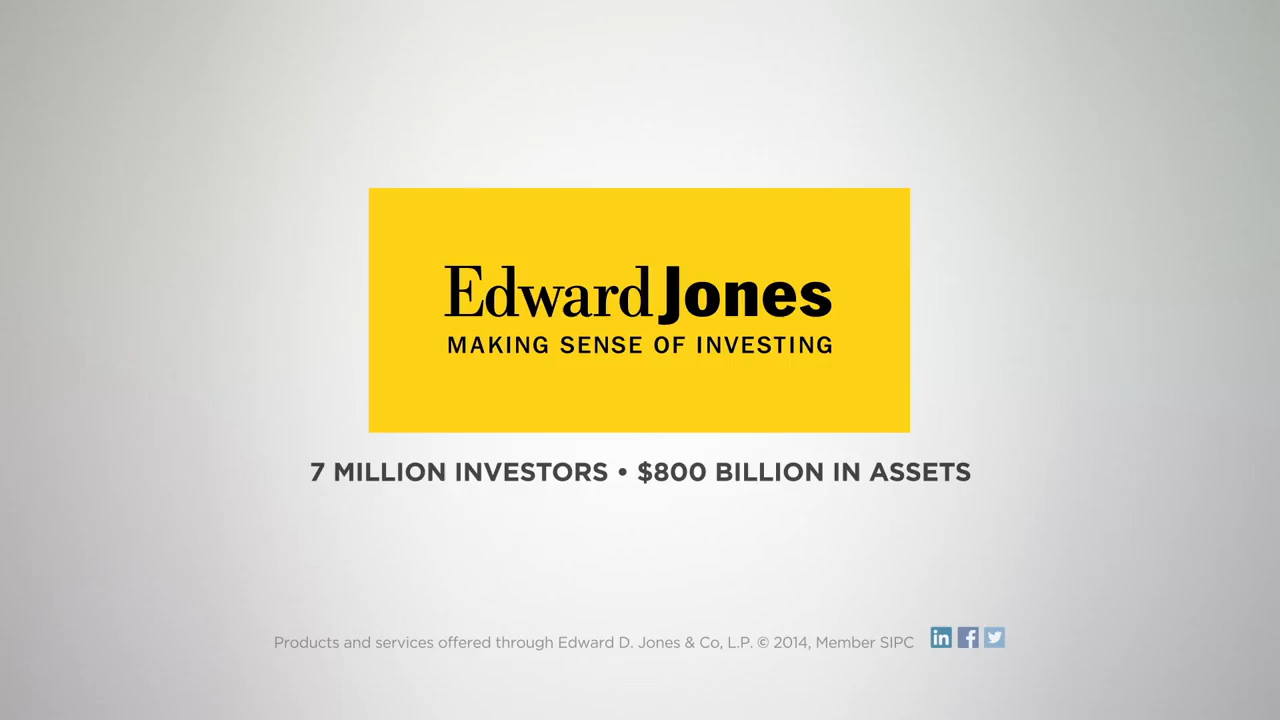 Edward Jones
MAKING SENSE OF INVESTING
7 MILLION INVESTORS • $800 BILLION IN ASSETS
Products and services offered through Edward D. Jones & Co, L.P. © 2014, Member SIPC in f